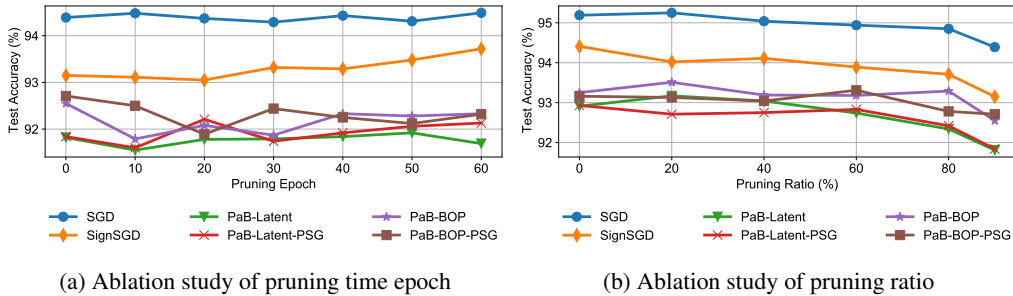 94
93
92
Test Accuracy (%)
0 10 20 30 40 50 60
Pruning Epoch
SGD PaB-Latent PaB-BOP
SignSGD PaB-Latent-PSG PaB-BOP-PSG
(a) Ablation study of pruning time epoch
95
94
93
92
Test Accuracy (%)
0 20 40 60 80
Pruning Ratio (%)
SGD PaB-Latent PaB-BOP
SignSGD PaB-Latent-PSG PaB-BOP-PSG
(b) Ablation study of pruning ratio